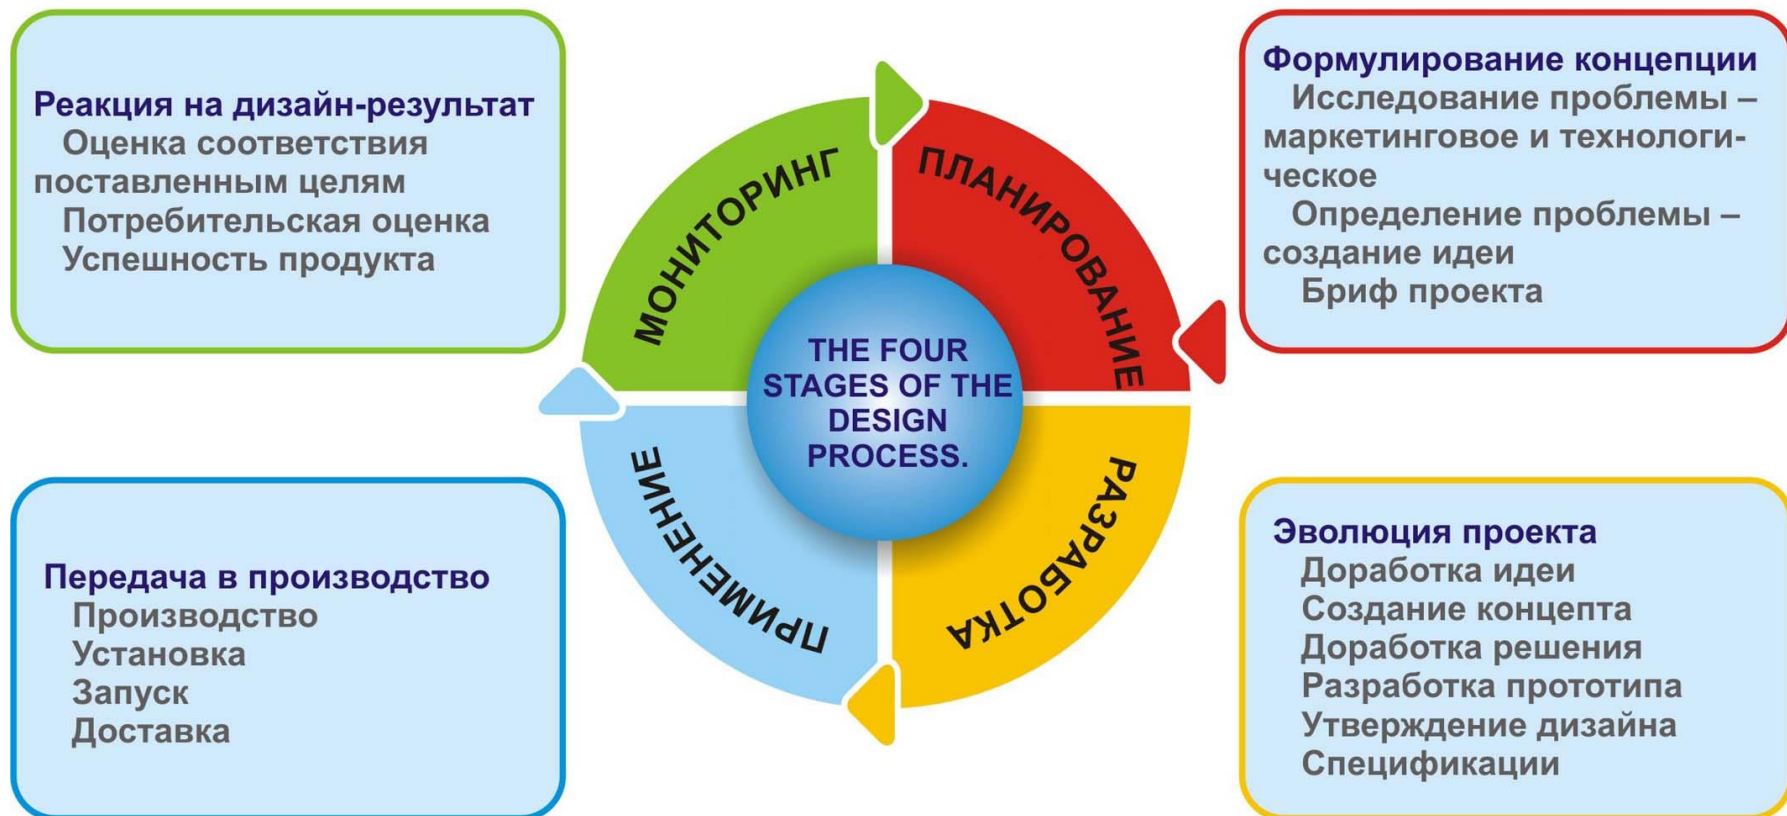 Реакция на дизайн-результат
Оценка соответствия
поставленным целям
Потребительская оценка
Успешность продукта
Формулирование концепции
Исследование проблемы –
маркетинговое и технологи-
ческое
Определение проблемы –
создание идеи
Бриф проекта
МОНИТОРИНГ
ПЛАНИРОВАНИЕ
THE FOUR
STAGES OF THE
DESIGN
PROCESS.
ПРИМЕНЕНИЕ
РАЗРАБОТКА
Передача в производство
Производство
Установка
Запуск
Доставка
Эволюция проекта
Доработка идеи
Создание концепта
Доработка решения
Разработка прототипа
Утверждение дизайна
Спецификации